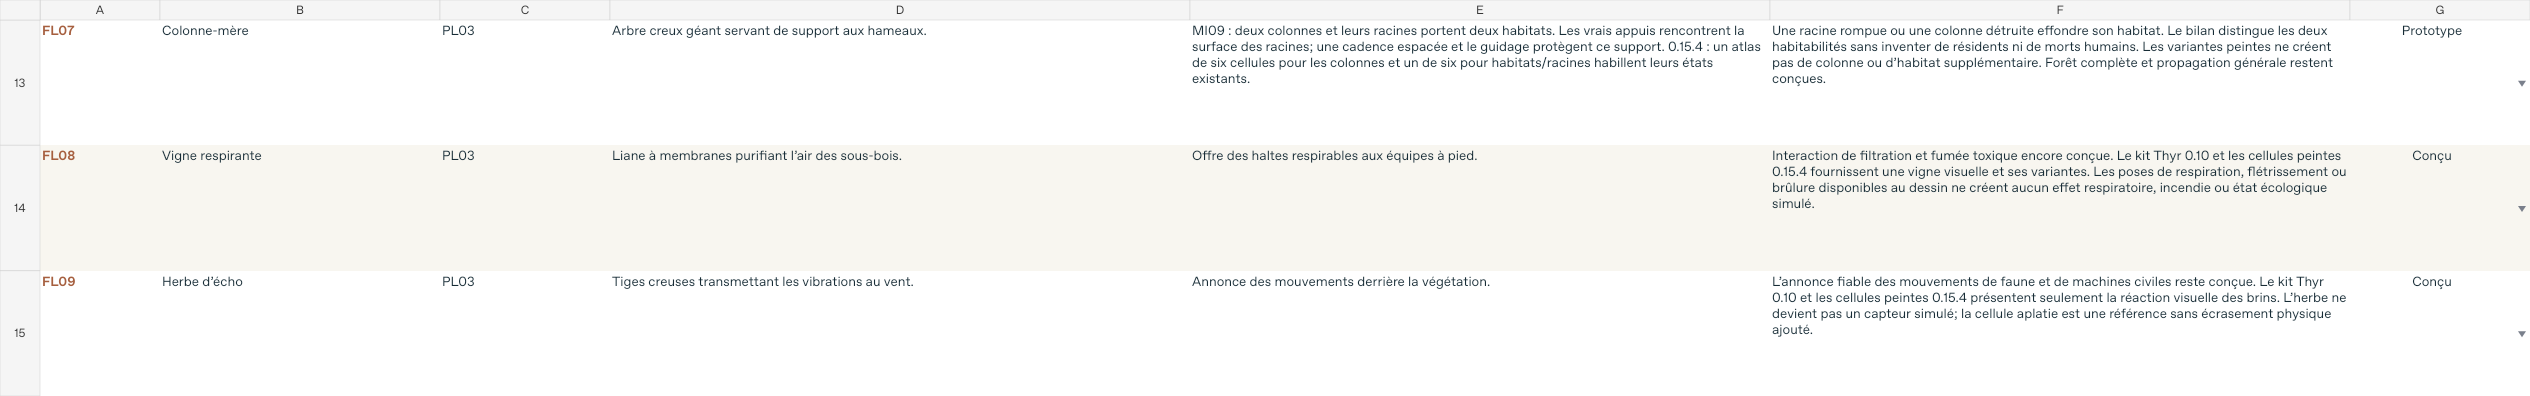 A B C D E F G
13
FL07
Colonne-mère
PL03
Arbre creux géant servant de support aux hameaux.
MI09 : deux colonnes et leurs racines portent deux habitats. Les vrais appuis rencontrent la
surface des racines; une cadence espacée et le guidage protègent ce support. 0.15.4 : un atlas
de six cellules pour les colonnes et un de six pour habitats/racines habillent leurs états
existants.
Une racine rompue ou une colonne détruite effondre son habitat. Le bilan distingue les deux
habitabilités sans inventer de résidents ni de morts humains. Les variantes peintes ne créent
pas de colonne ou d’habitat supplémentaire. Forêt complète et propagation générale restent
conçues.
Prototype
14
FL08
Vigne respirante
PL03
Liane à membranes purifiant l’air des sous-bois.
Offre des haltes respirables aux équipes à pied.
Interaction de filtration et fumée toxique encore conçue. Le kit Thyr 0.10 et les cellules peintes
0.15.4 fournissent une vigne visuelle et ses variantes. Les poses de respiration, flétrissement ou
brûlure disponibles au dessin ne créent aucun effet respiratoire, incendie ou état écologique
simulé.
Conçu
15
FL09
Herbe d’écho
PL03
Tiges creuses transmettant les vibrations au vent.
Annonce des mouvements derrière la végétation.
L’annonce fiable des mouvements de faune et de machines civiles reste conçue. Le kit Thyr
0.10 et les cellules peintes 0.15.4 présentent seulement la réaction visuelle des brins. L’herbe ne
devient pas un capteur simulé; la cellule aplatie est une référence sans écrasement physique
ajouté.
Conçu